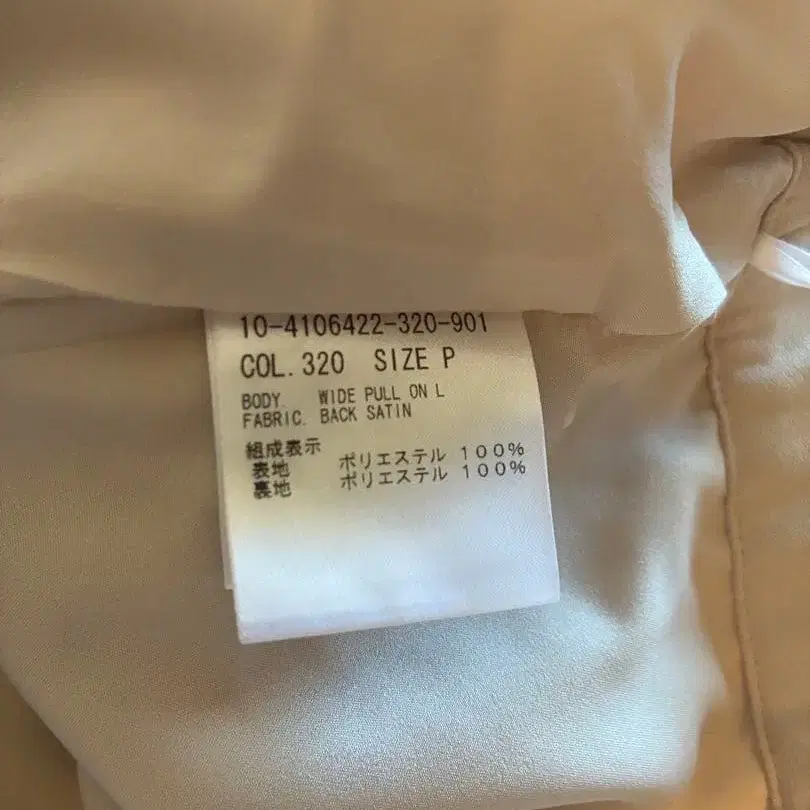 10-4106422-320-901
COL. 320 SIZE P
BODY. WIDE PULL ON L
FABRIC. BACK SATIN
組成表示
表地 ポリエステル 100%
裏地 ポリエステル 100%